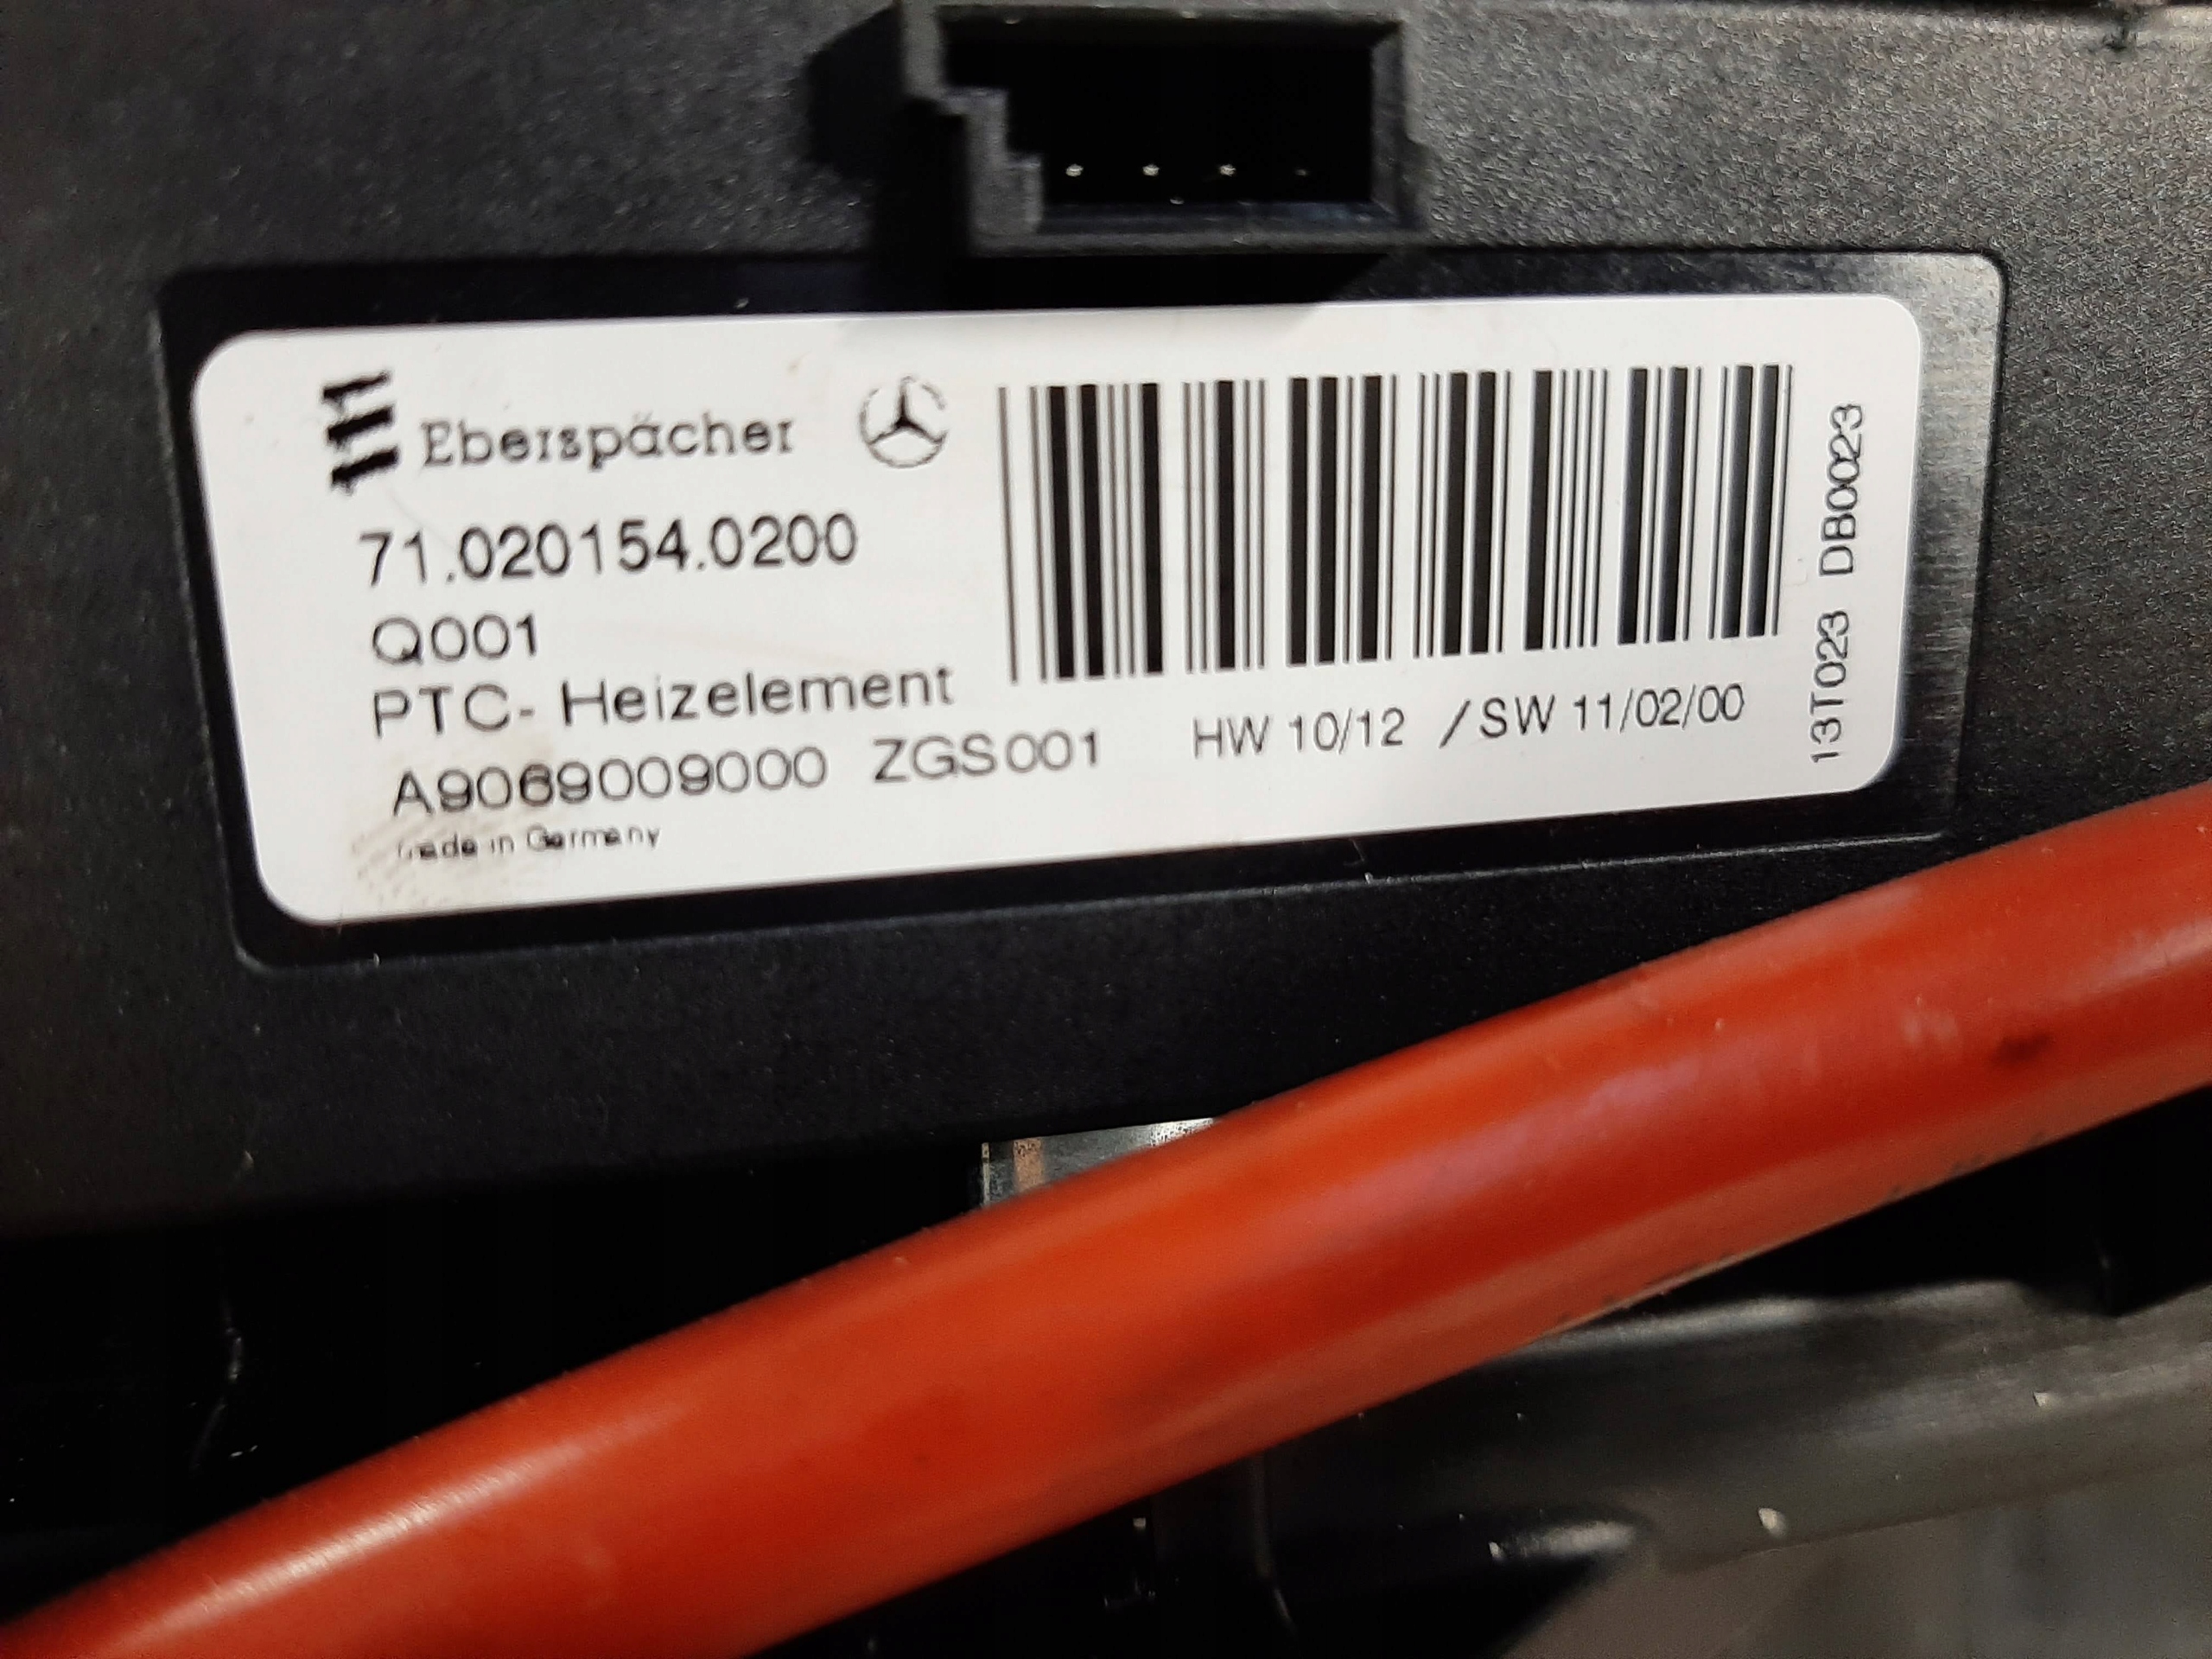 Eberspächer
71.020154.0200
Q001
PTC- Heizelement
A9069009000 ZGS001
HW 10/12 /SW 11/02/00
made in Germany
13T023 DB0023